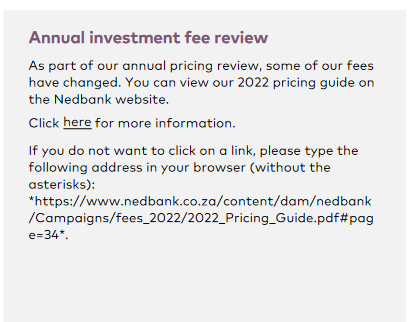 Annual investment fee review
As part of our annual pricing review, some of our fees
have changed. You can view our 2022 pricing guide on
the Nedbank website.
Click here for more information.
If you do not want to click on a link, please type the
following address in your browser (without the
asterisks):
*https://www.nedbank.co.za/content/dam/nedbank
/Campaigns/fees_2022/2022_Pricing_Guide.pdf#pag
e=34*.